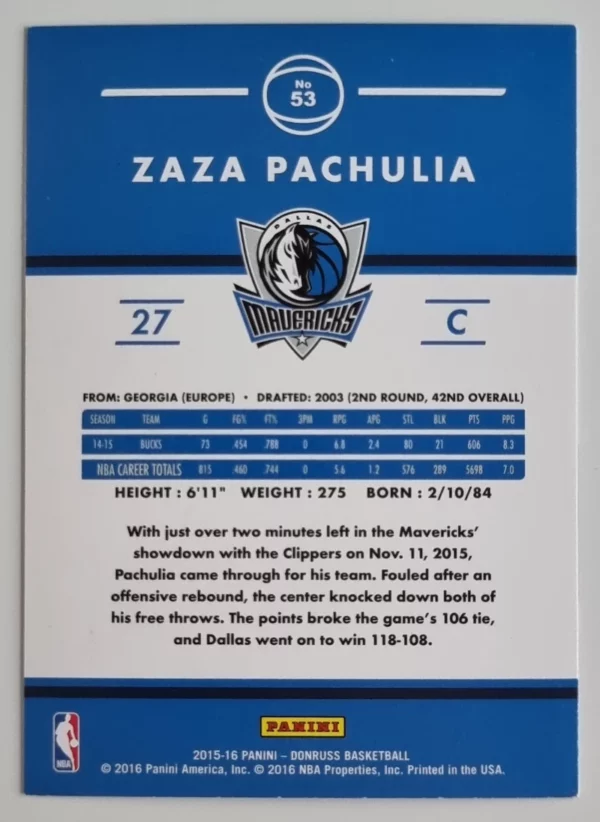 No
53
ZAZA PACHULIA
DALLAS
MAVERICKS
27
C
FROM: GEORGIA (EUROPE) • DRAFTED: 2003 (2ND ROUND, 42ND OVERALL)
SEASON TEAM G FG% FT% 3PM RPG APG STL BLK PTS PPG
14-15 BUCKS 73 .454 .788 0 6.8 2.4 80 21 606 8.3
NBA CAREER TOTALS 815 .460 .744 0 5.6 1.2 576 289 5698 7.0
HEIGHT : 6'11" WEIGHT : 275 BORN : 2/10/84
With just over two minutes left in the Mavericks'
showdown with the Clippers on Nov. 11, 2015,
Pachulia came through for his team. Fouled after an
offensive rebound, the center knocked down both of
his free throws. The points broke the game's 106 tie,
and Dallas went on to win 118-108.
PANINI
NBA
2015-16 PANINI – DONRUSS BASKETBALL
© 2016 Panini America, Inc. © 2016 NBA Properties, Inc. Printed in the USA.